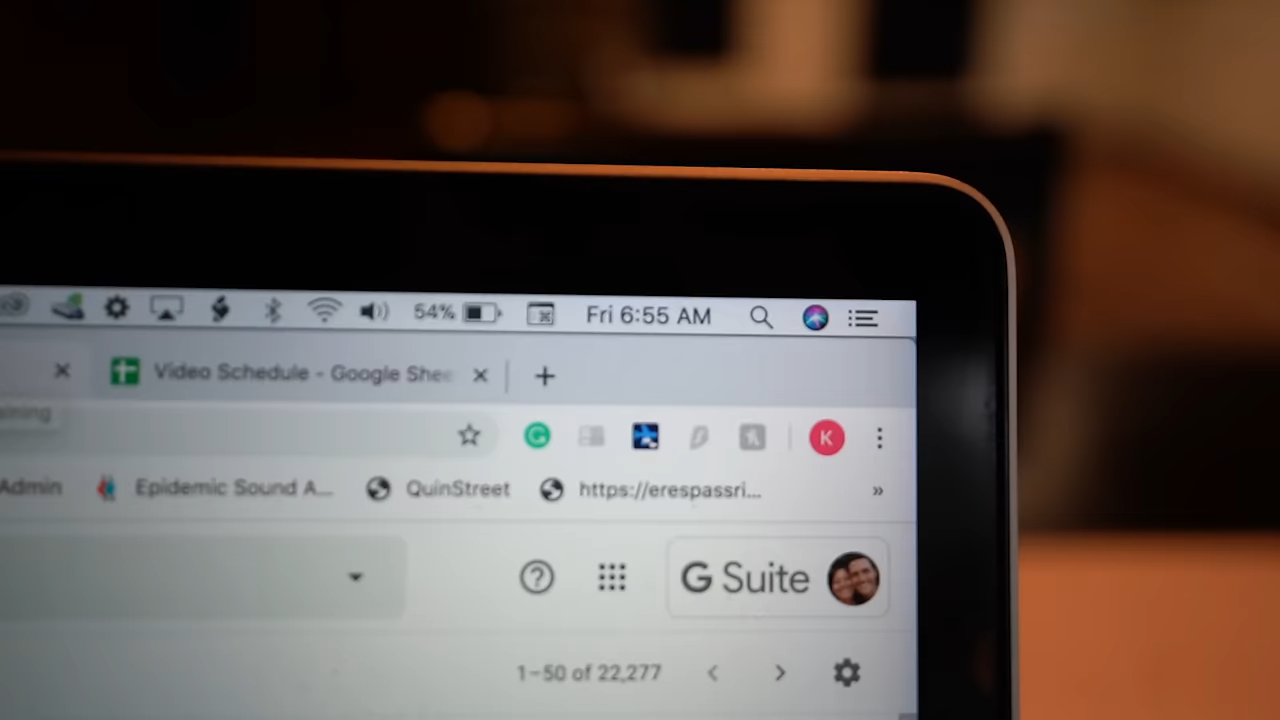 54% Fri 6:55 AM
Video Schedule - Google Shee
K
Admin Epidemic Sound A... QuinStreet https://erespassri... »
G Suite
1-50 of 22,277